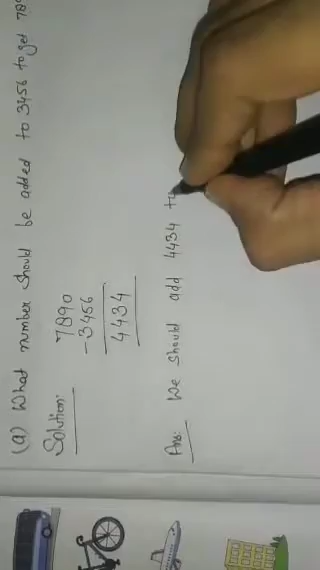 (a) What number should be added to 3456 to get 789
Solution:
7890
-3456
4434
Ans: We should add 4434 to